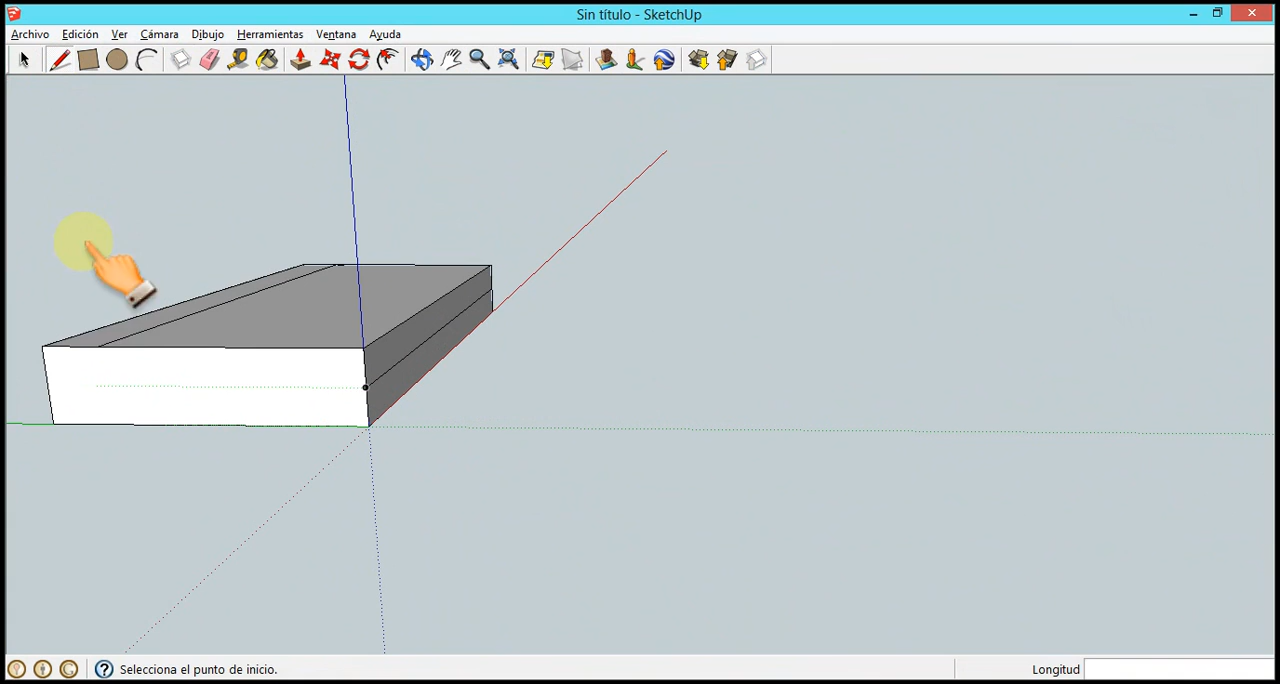 Sin título - SketchUp
Archivo Edición Ver Cámara Dibujo Herramientas Ventana Ayuda
Selecciona el punto de inicio. Longitud